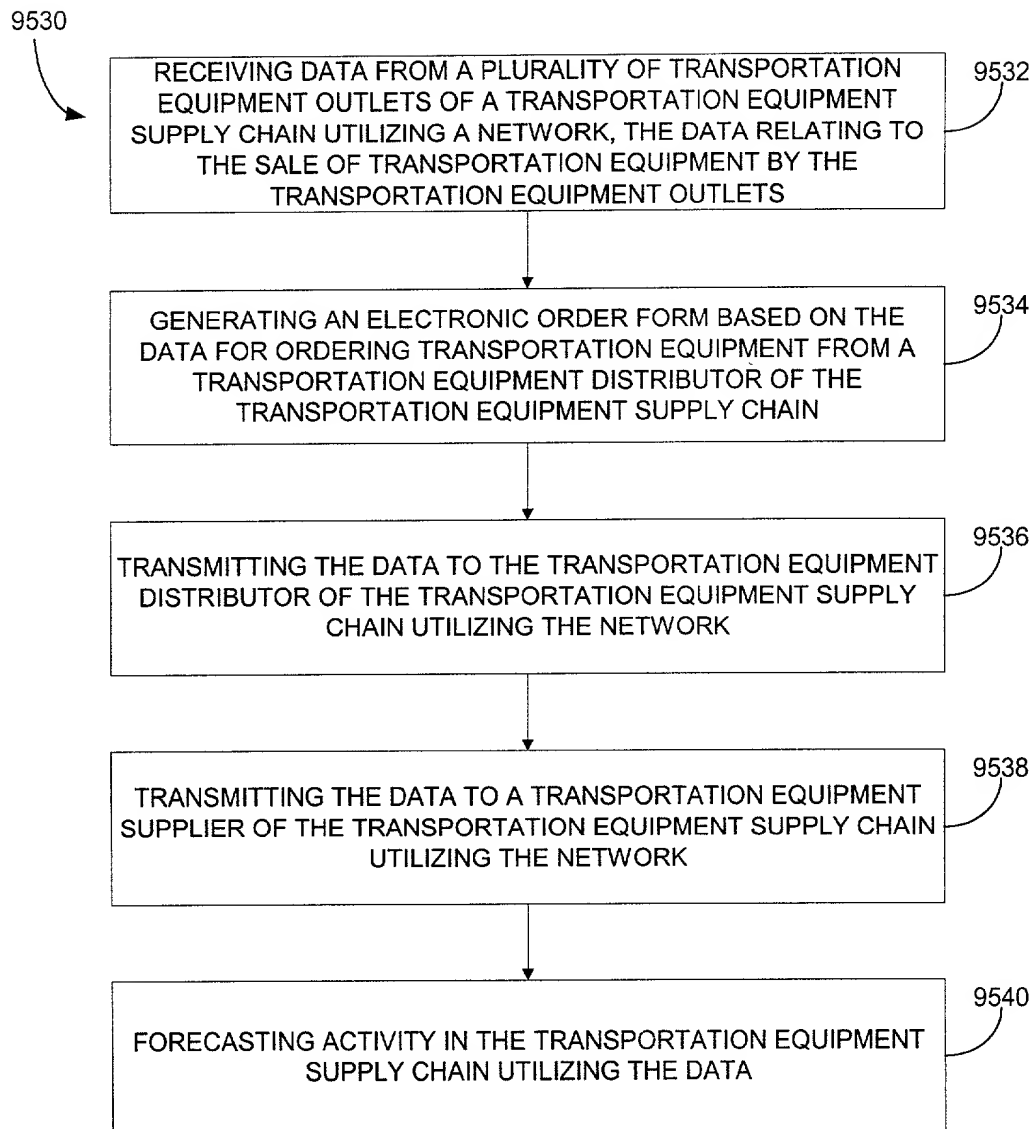 9530
RECEIVING DATA FROM A PLURALITY OF TRANSPORTATION
EQUIPMENT OUTLETS OF A TRANSPORTATION EQUIPMENT
SUPPLY CHAIN UTILIZING A NETWORK, THE DATA RELATING TO
THE SALE OF TRANSPORTATION EQUIPMENT BY THE
TRANSPORTATION EQUIPMENT OUTLETS
9532
GENERATING AN ELECTRONIC ORDER FORM BASED ON THE
DATA FOR ORDERING TRANSPORTATION EQUIPMENT FROM A
TRANSPORTATION EQUIPMENT DISTRIBUTOR OF THE
TRANSPORTATION EQUIPMENT SUPPLY CHAIN
9534
TRANSMITTING THE DATA TO THE TRANSPORTATION EQUIPMENT
DISTRIBUTOR OF THE TRANSPORTATION EQUIPMENT SUPPLY
CHAIN UTILIZING THE NETWORK
9536
TRANSMITTING THE DATA TO A TRANSPORTATION EQUIPMENT
SUPPLIER OF THE TRANSPORTATION EQUIPMENT SUPPLY CHAIN
UTILIZING THE NETWORK
9538
FORECASTING ACTIVITY IN THE TRANSPORTATION EQUIPMENT
SUPPLY CHAIN UTILIZING THE DATA
9540